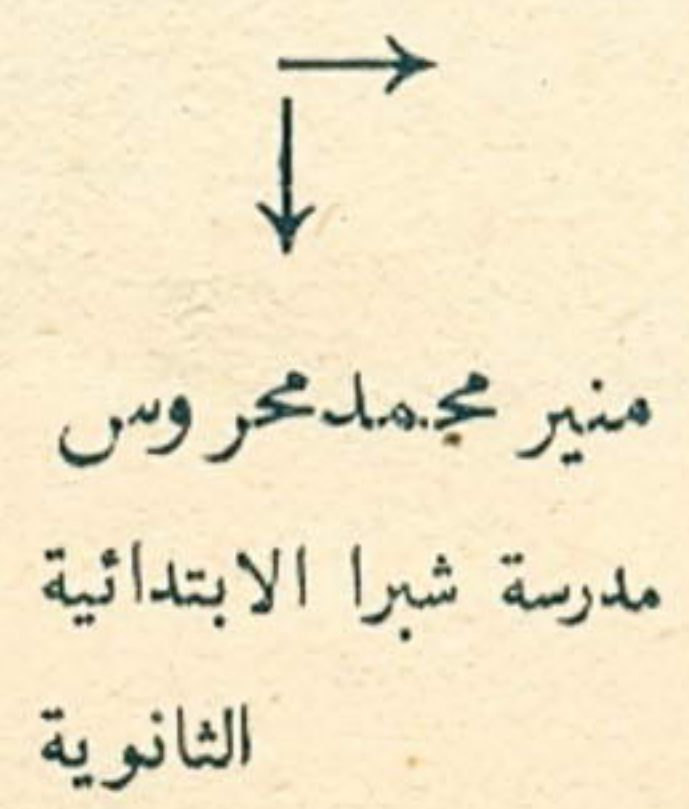 منير محمد محروس
مدرسة شبرا الابتدائية
الثانوية